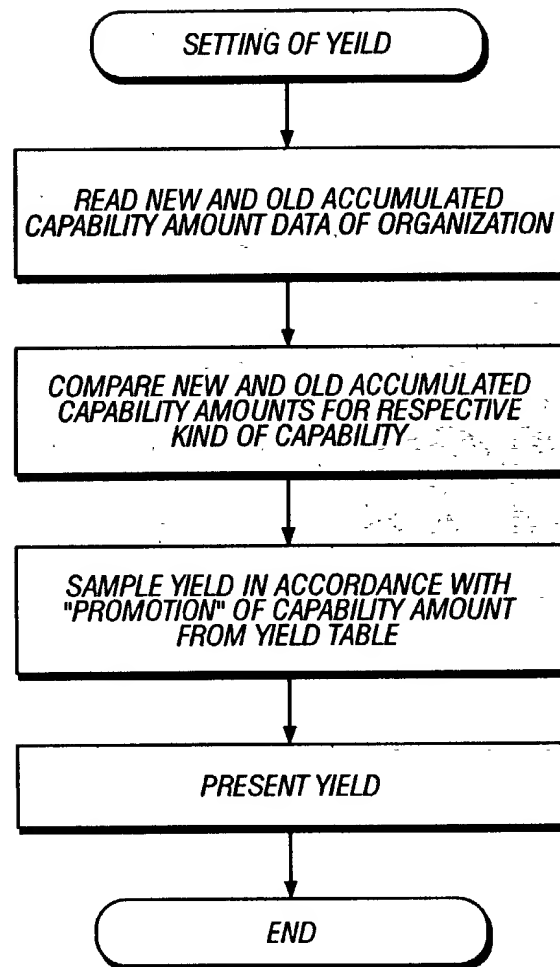 SETTING OF YEILD
READ NEW AND OLD ACCUMULATED
CAPABILITY AMOUNT DATA OF ORGANIZATION
COMPARE NEW AND OLD ACCUMULATED
CAPABILITY AMOUNTS FOR RESPECTIVE
KIND OF CAPABILITY
SAMPLE YIELD IN ACCORDANCE WITH
"PROMOTION" OF CAPABILITY AMOUNT
FROM YIELD TABLE
PRESENT YIELD
END